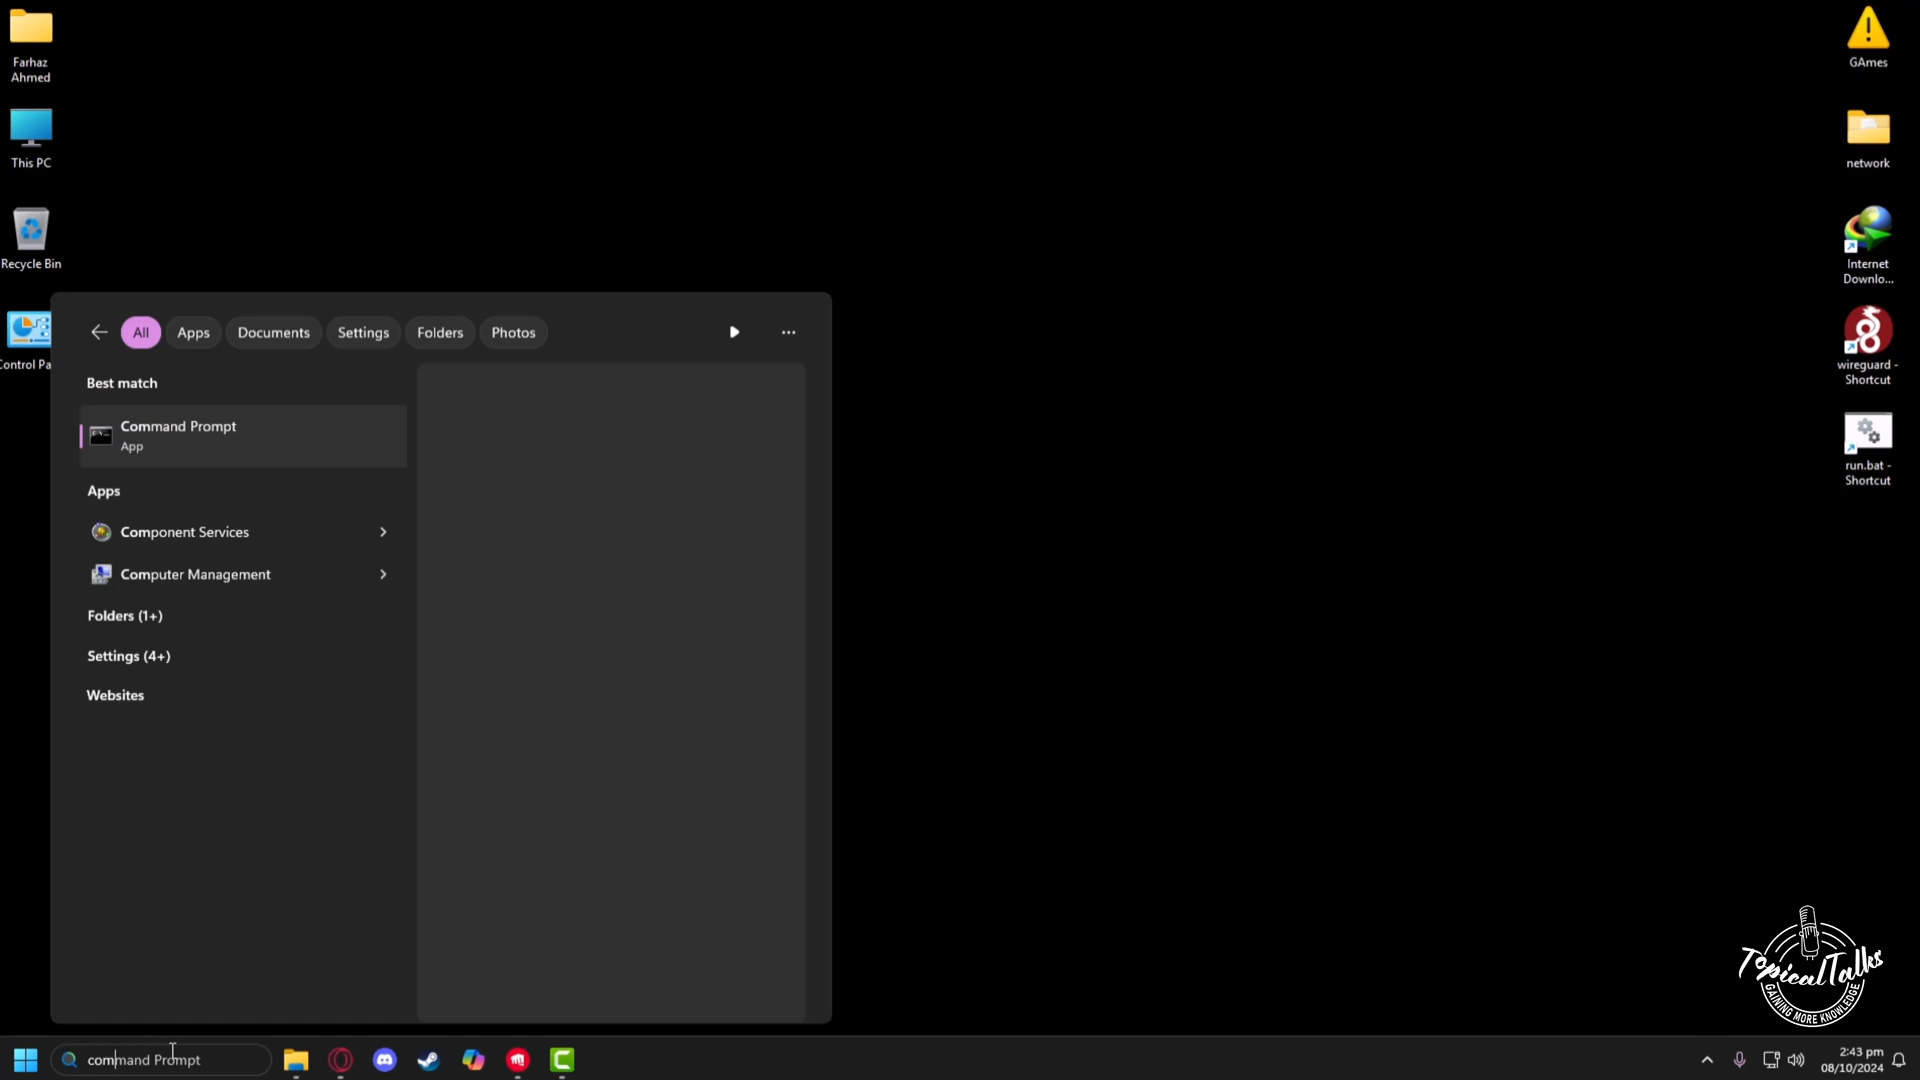 Farhaz
Ahmed
This PC
Recycle Bin
Control Pa
GAmes
network
Internet
Downlo...
wireguard -
Shortcut
run.bat -
Shortcut
All
Apps
Documents
Settings
Folders
Photos
Best match
Command Prompt
App
Apps
Component Services
Computer Management
Folders (1+)
Settings (4+)
Websites
TopicalTalks
GAINING MORE KNOWLEDGE
command Prompt
2:43 pm
08/10/2024